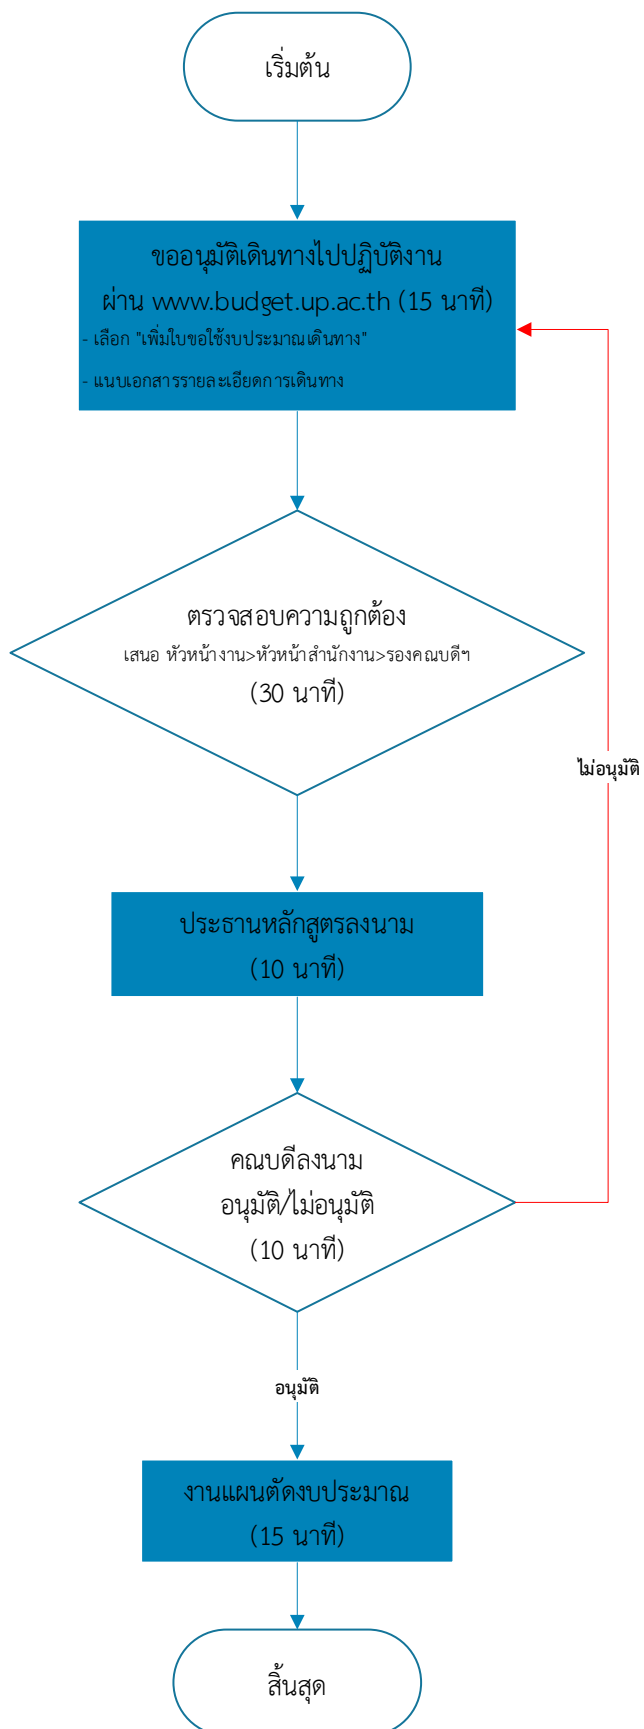 เริ่มต้น
ขออนุมัติเดินทางไปปฏิบัติงาน
ผ่าน www.budget.up.ac.th (15 นาที)
- เลือก "เพิ่มใบขอใช้งบประมาณเดินทาง"
- แนบเอกสารรายละเอียดการเดินทาง
ตรวจสอบความถูกต้อง
เสนอ หัวหน้างาน>หัวหน้าสำนักงาน>รองคณบดีฯ
(30 นาที)
ไม่อนุมัติ
ประธานหลักสูตรลงนาม
(10 นาที)
คณบดีลงนาม
อนุมัติ/ไม่อนุมัติ
(10 นาที)
อนุมัติ
งานแผนตัดงบประมาณ
(15 นาที)
สิ้นสุด